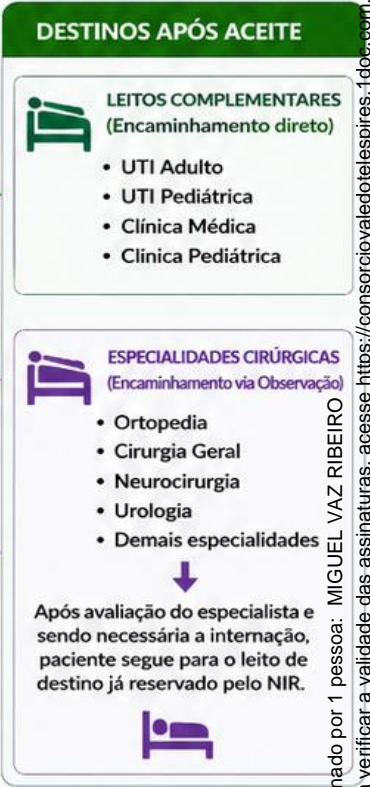 DESTINOS APÓS ACEITE
LEITOS COMPLEMENTARES
(Encaminhamento direto)
• UTI Adulto
• UTI Pediátrica
• Clínica Médica
• Clinica Pediátrica
ESPECIALIDADES CIRÚRGICAS
(Encaminhamento via Observação)
• Ortopedia
• Cirurgia Geral
• Neurocirurgia
• Urologia
• Demais especialidades
Após avaliação do especialista e
sendo necessária a internação,
paciente segue para o leito de
destino já reservado pelo NIR.
nado por 1 pessoa: MIGUEL VAZ RIBEIRO
verificar a validade das assinaturas, acesse https://consorciovaledotelespires.1doc.com.